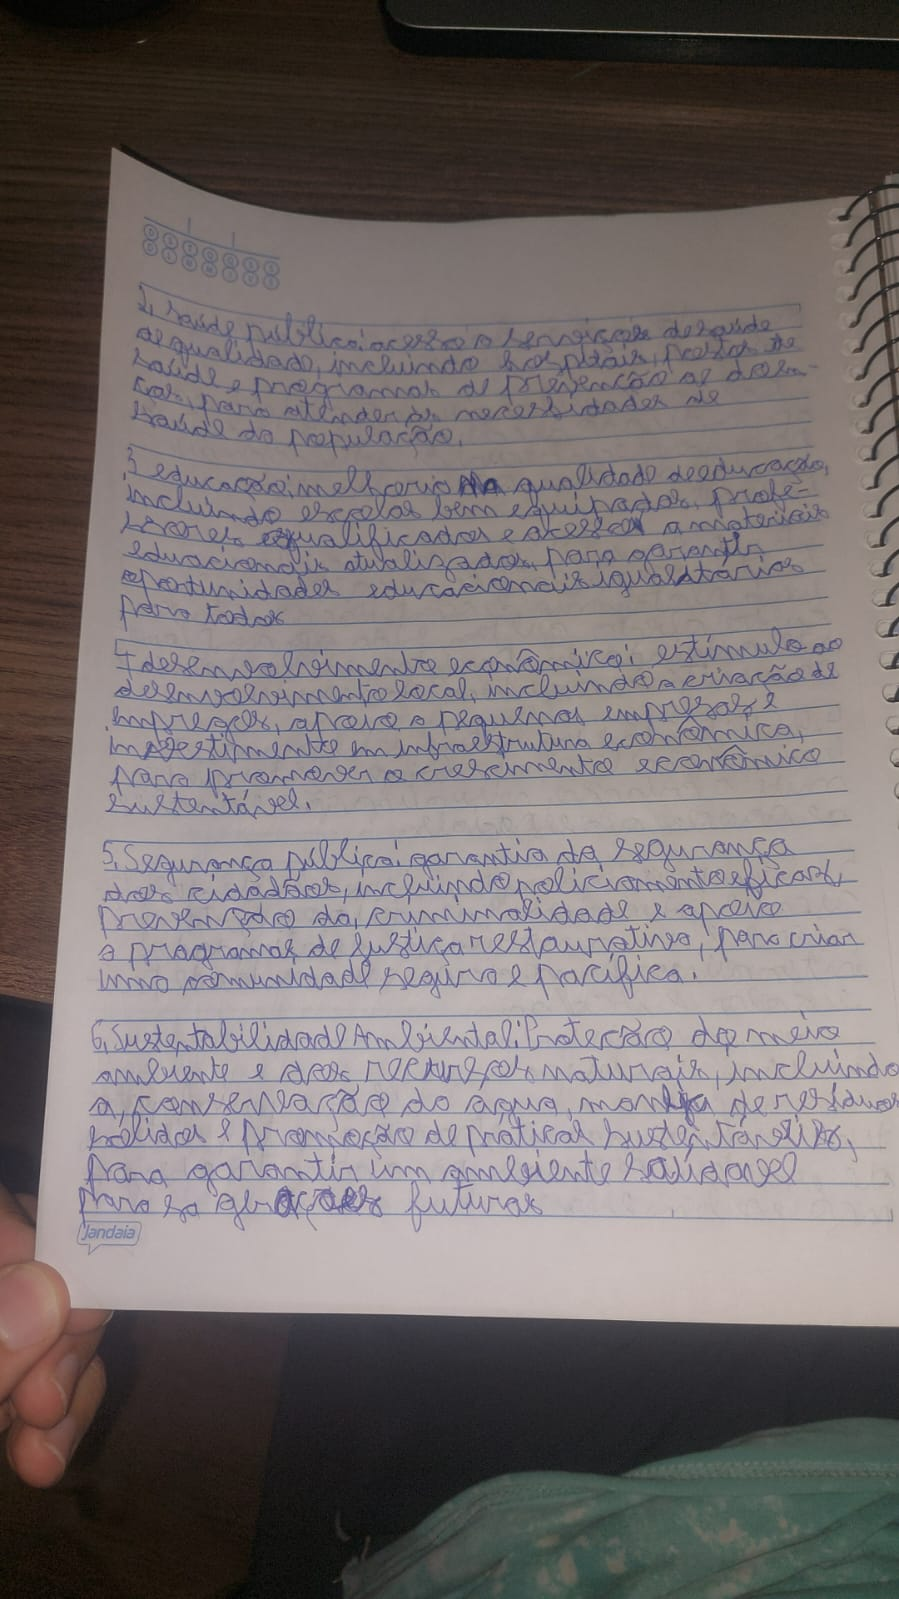 D S T Q Q S S
D L M M J V S
2, Saúde pública: acesso a serviços de saúde
de qualidade, incluindo hospitais, postos de
saúde e programas de prevenção de doen-
ças, para atender às necessidades de
saúde da população.
3 educação: melhoria na qualidade de educação,
incluindo escolas bem equipadas, profe-
ssores qualificados e acesso a materiais
educacionais atualizados, para garantir
oportunidades educacionais igualitárias
para todos
4 desenvolvimento econômico: estímulo ao
desenvolvimento local, incluindo a criação de
empregos, apoio a pequenas empresas e
investimento em infraestrutura econômica,
para promover o crescimento econômico
sustentável.
5, Segurança pública: garantia da segurança
dos cidadãos, incluindo policiamento eficaz,
prevenção da criminalidade e apoio
a programas de justiça restaurativa, para criar
uma comunidade segura e pacífica.
6, Sustentabilidade Ambiental: Proteção do meio
ambiente e dos recursos naturais, incluindo
a, conservação da água, de resíduos
sólidos e promoção de práticas sustentáveis,
para garantir um ambiente saudável
para gerações futuras
Jandaia